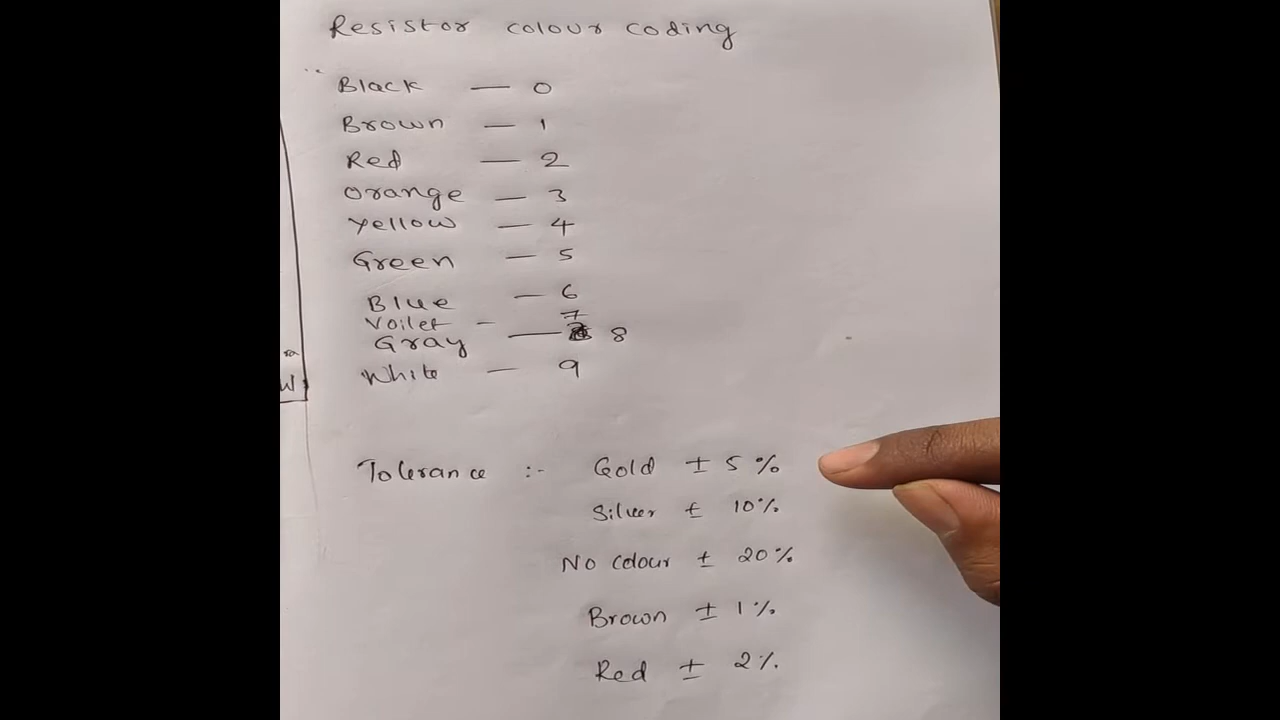 Resistor colour coding
Black — 0
Brown — 1
Red — 2
Orange — 3
Yellow — 4
Green — 5
Blue — 6
Voilet — 7
Gray — 8
White — 9
Tolerance :- Gold ± 5%
Silver ± 10%
No colour ± 20%
Brown ± 1%
Red ± 2%